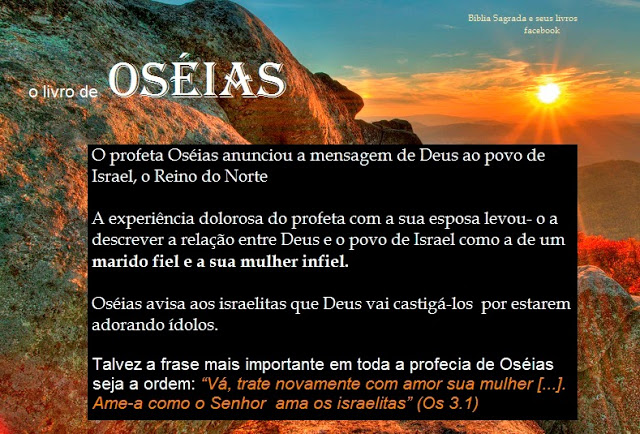 Bíblia Sagrada e seus livros
facebook
o livro de OSÉIAS
O profeta Oséias anunciou a mensagem de Deus ao povo de
Israel, o Reino do Norte
A experiência dolorosa do profeta com a sua esposa levou- o a
descrever a relação entre Deus e o povo de Israel como a de um
marido fiel e a sua mulher infiel.
Oséias avisa aos israelitas que Deus vai castigá-los por estarem
adorando ídolos.
Talvez a frase mais importante em toda a profecia de Oséias
seja a ordem: “Vá, trate novamente com amor sua mulher [...].
Ame-a como o Senhor ama os israelitas” (Os 3.1)